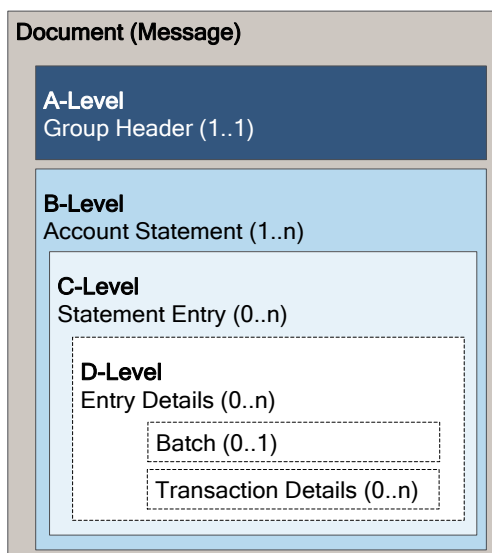 Document (Message)
A-Level
Group Header (1..1)
B-Level
Account Statement (1..n)
C-Level
Statement Entry (0..n)
D-Level
Entry Details (0..n)
Batch (0..1)
Transaction Details (0..n)